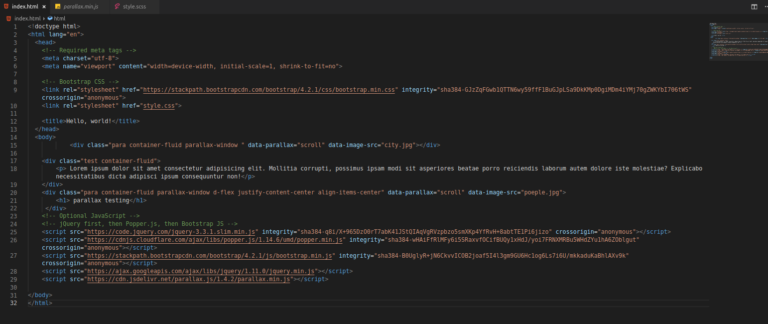 index.html × parallax.min.js style.scss
index.html > html
1 <!doctype html>
2 <html lang="en">
3 <head>
4 <!-- Required meta tags -->
5 <meta charset="utf-8">
6 <meta name="viewport" content="width=device-width, initial-scale=1, shrink-to-fit=no">
7
8 <!-- Bootstrap CSS -->
9 <link rel="stylesheet" href="https://stackpath.bootstrapcdn.com/bootstrap/4.2.1/css/bootstrap.min.css" integrity="
crossorigin="anonymous">
10 <link rel="stylesheet" href="style.css">
11
12 <title>Hello, world!</title>
13 </head>
14 <body>
15 <div class="para container-fluid parallax-window " data-parallax="scroll" data-image-src="city.jpg"></div>
16
17 <div class="test container-fluid">
18 <p> Lorem ipsum dolor sit amet consectetur adipisicing elit. Mollitia corrupti, possimus ipsam modi sit asperiores beatae porro reiciendis laborum autem dolore iste molestiae? Explicabo
necessitatibus dicta adipisci ipsum consequuntur non!</p>
19 </div>
20 <div class="para container-fluid parallax-window d-flex justify-content-center align-items-center" data-parallax="scroll" data-image-src="poeple.jpg">
21 <h1> parallax testing</h1>
22 </div>
23 <!-- Optional JavaScript -->
24 <!-- jQuery first, then Popper.js, then Bootstrap JS -->
25 <script src="https://code.jquery.com/jquery-3.3.1.slim.min.js" integrity=" crossorigin="anonymous"></script>
26 <script src="https://cdnjs.cloudflare.com/ajax/libs/popper.js/1.14.6/umd/popper.min.js" integrity="
crossorigin="anonymous"></script>
27 <script src="https://stackpath.bootstrapcdn.com/bootstrap/4.2.1/js/bootstrap.min.js" integrity="
crossorigin="anonymous"></script>
28 <script src="https://ajax.googleapis.com/ajax/libs/jquery/1.11.0/jquery.min.js"></script>
29 <script src="https://cdn.jsdelivr.net/parallax.js/1.4.2/parallax.min.js"></script>
30
31 </body>
32 </html>